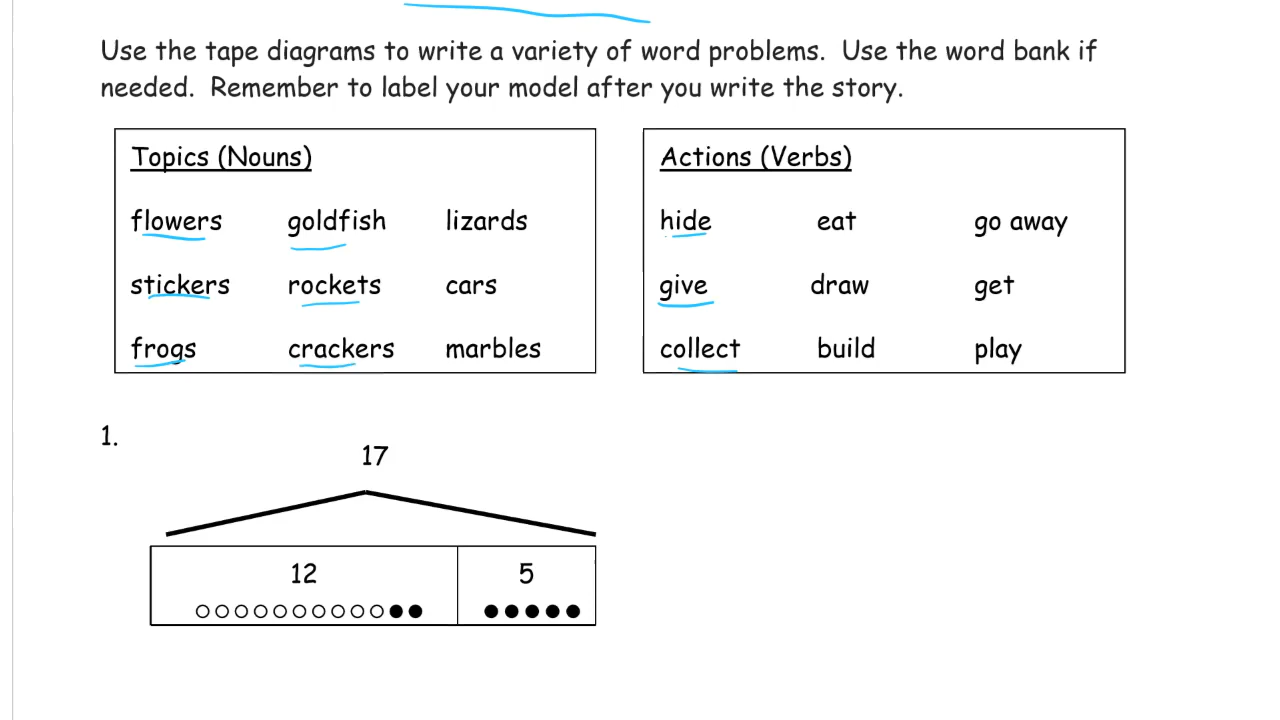 Use the tape diagrams to write a variety of word problems.  Use the word bank if
needed.  Remember to label your model after you write the story.
Topics (Nouns)
flowers goldfish lizards
stickers rockets cars
frogs crackers marbles
Actions (Verbs)
hide eat go away
give draw get
collect build play
1.
17
12 5